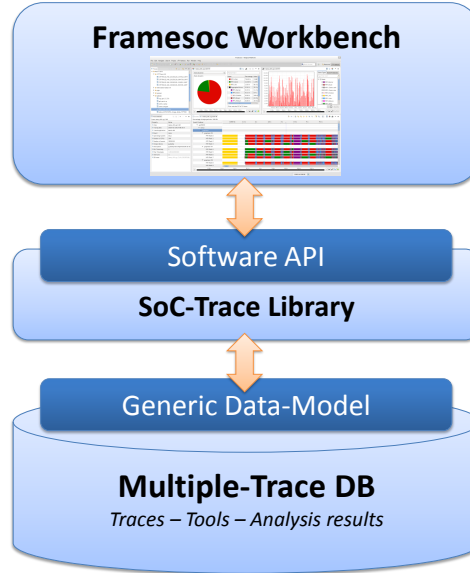 Framesoc Workbench
Software API
SoC-Trace Library
Generic Data-Model
Multiple-Trace DB
Traces – Tools – Analysis results